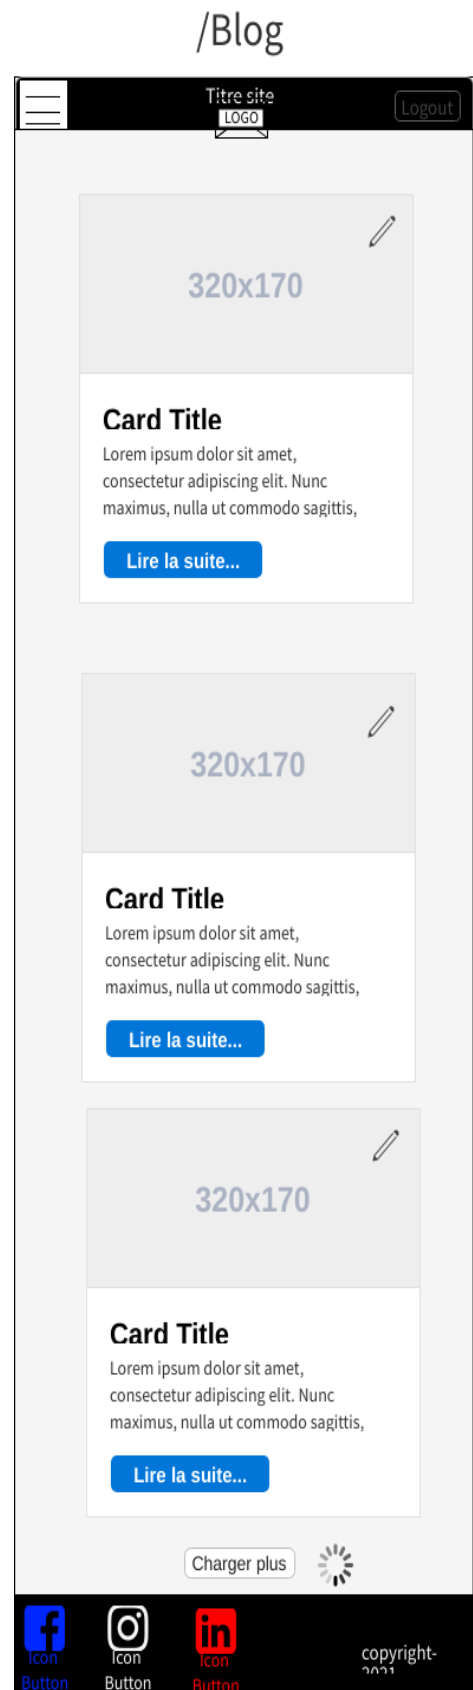 /Blog
Titre site
LOGO
Logout
320x170
Card Title
Lorem ipsum dolor sit amet,
consectetur adipiscing elit. Nunc
maximus, nulla ut commodo sagittis,
Lire la suite...
320x170
Card Title
Lorem ipsum dolor sit amet,
consectetur adipiscing elit. Nunc
maximus, nulla ut commodo sagittis,
Lire la suite...
320x170
Card Title
Lorem ipsum dolor sit amet,
consectetur adipiscing elit. Nunc
maximus, nulla ut commodo sagittis,
Lire la suite...
Charger plus
Icon
Button
Icon
Button
in
Icon
Button
copyright-
2021